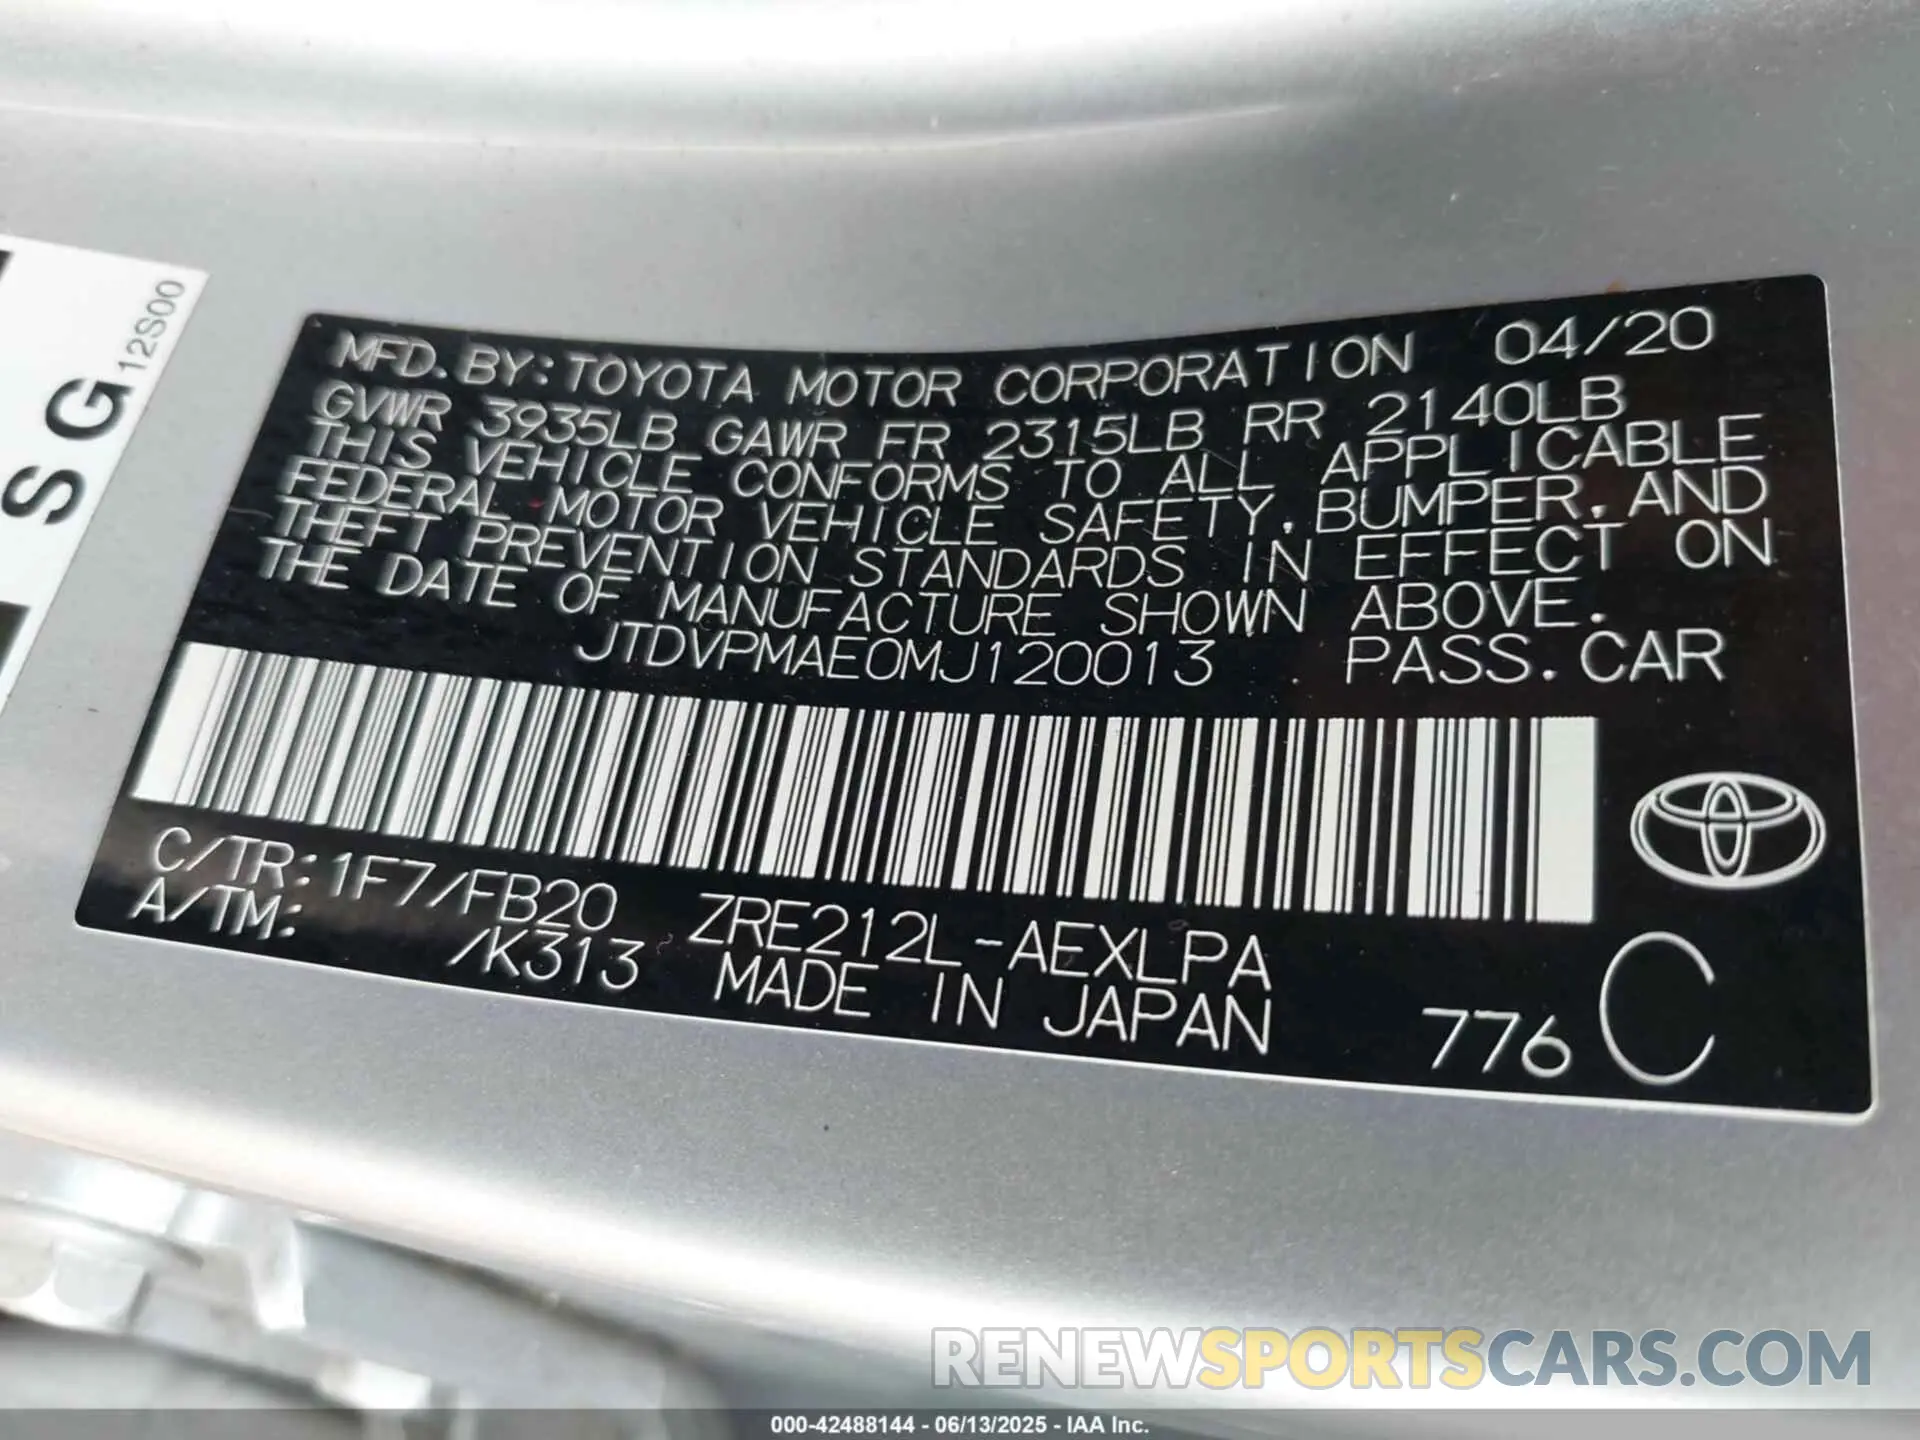 SG
12S00
MFD. BY: TOYOTA MOTOR CORPORATION 04/20
GVWR 3935LB GAWR FR 2315LB RR 2140LB
THIS VEHICLE CONFORMS TO ALL APPLICABLE
FEDERAL MOTOR VEHICLE SAFETY, BUMPER, AND
THEFT PREVENTION STANDARDS IN EFFECT ON
THE DATE OF MANUFACTURE SHOWN ABOVE.
JTDVPMAE0MJ120013 PASS. CAR
C/TR: 1F7/FB20 ZRE212L-AEXLPA
A/TM: /K313 MADE IN JAPAN 776 C
RENEWSPORTSCARS.COM
000-42488144 - 06/13/2025 - IAA Inc.